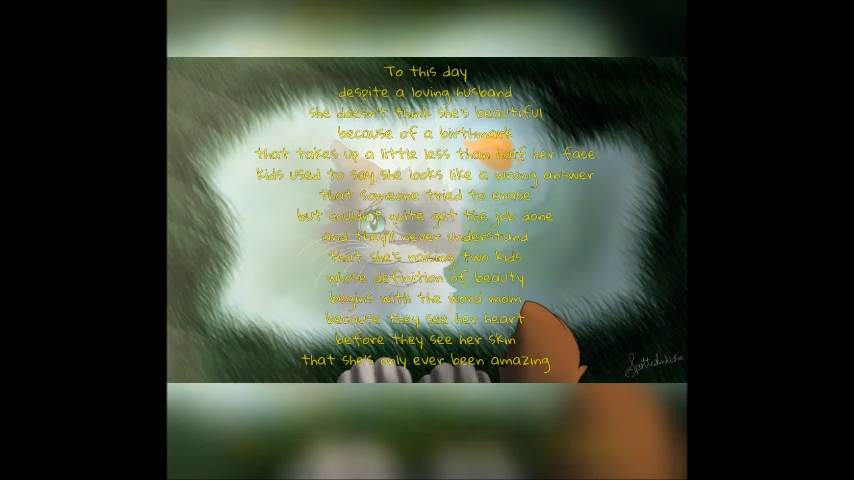 To this day
despite a loving husband
she doesn't think she's beautiful
because of a birthmark
that takes up a little less than half her face
kids used to say she looks like a wrong answer
that someone tried to erase
but couldn't quite get the job done
and they'll never understand
that she's raising two kids
whose definition of beauty
begins with the word mom
because they see her heart
before they see her skin
that she's only ever been amazing